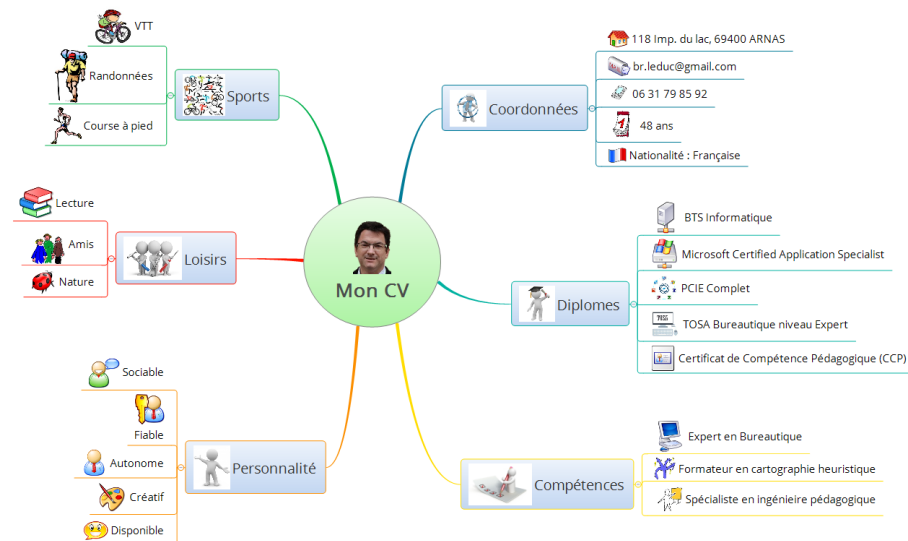 Mon CV
Coordonnées
118 Imp. du lac, 69400 ARNAS
br.leduc@gmail.com
06 31 79 85 92
48 ans
Nationalité : Française
Diplomes
BTS Informatique
Microsoft Certified Application Specialist
PCIE Complet
TOSA Bureautique niveau Expert
Certificat de Compétence Pédagogique (CCP)
Compétences
Expert en Bureautique
Formateur en cartographie heuristique
Spécialiste en ingénieire pédagogique
Personnalité
Sociable
Fiable
Autonome
Créatif
Disponible
Loisirs
Lecture
Amis
Nature
Sports
VTT
Randonnées
Course à pied